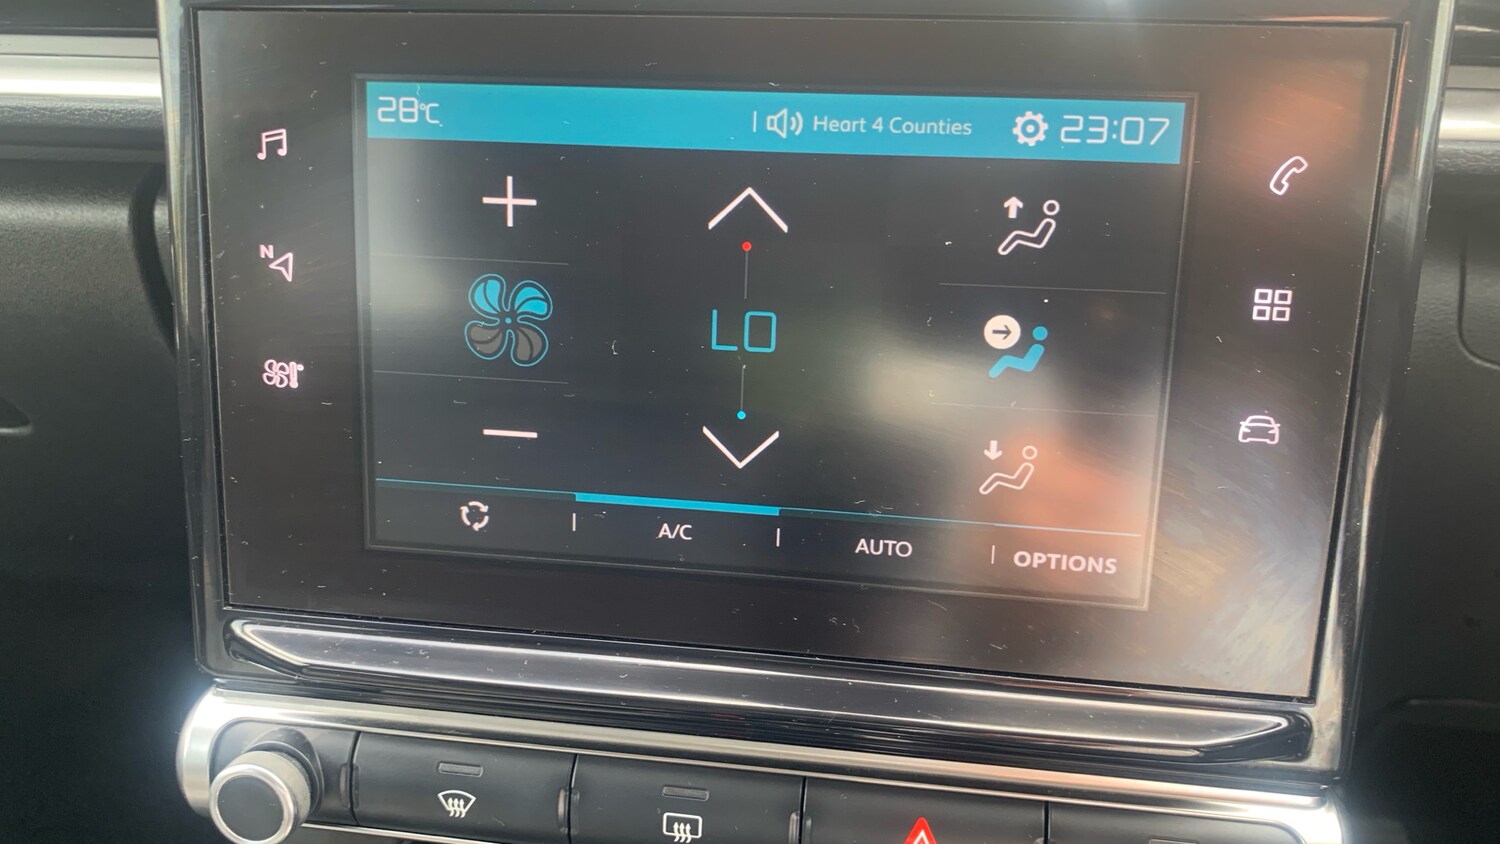 28°C
Heart 4 Counties
23:07
N
LO
A/C
AUTO
OPTIONS